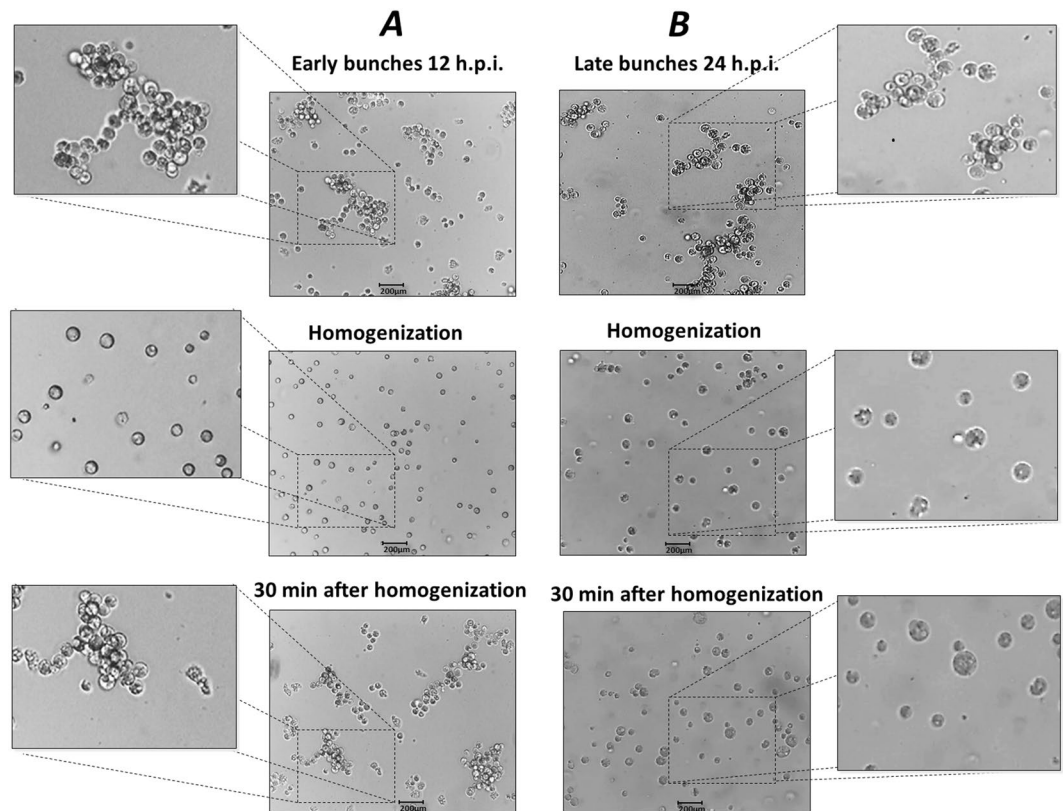 A
B
Early bunches 12 h.p.i.
Late bunches 24 h.p.i.
200μm
200μm
Homogenization
Homogenization
200μm
200μm
30 min after homogenization
30 min after homogenization
200μm
200μm